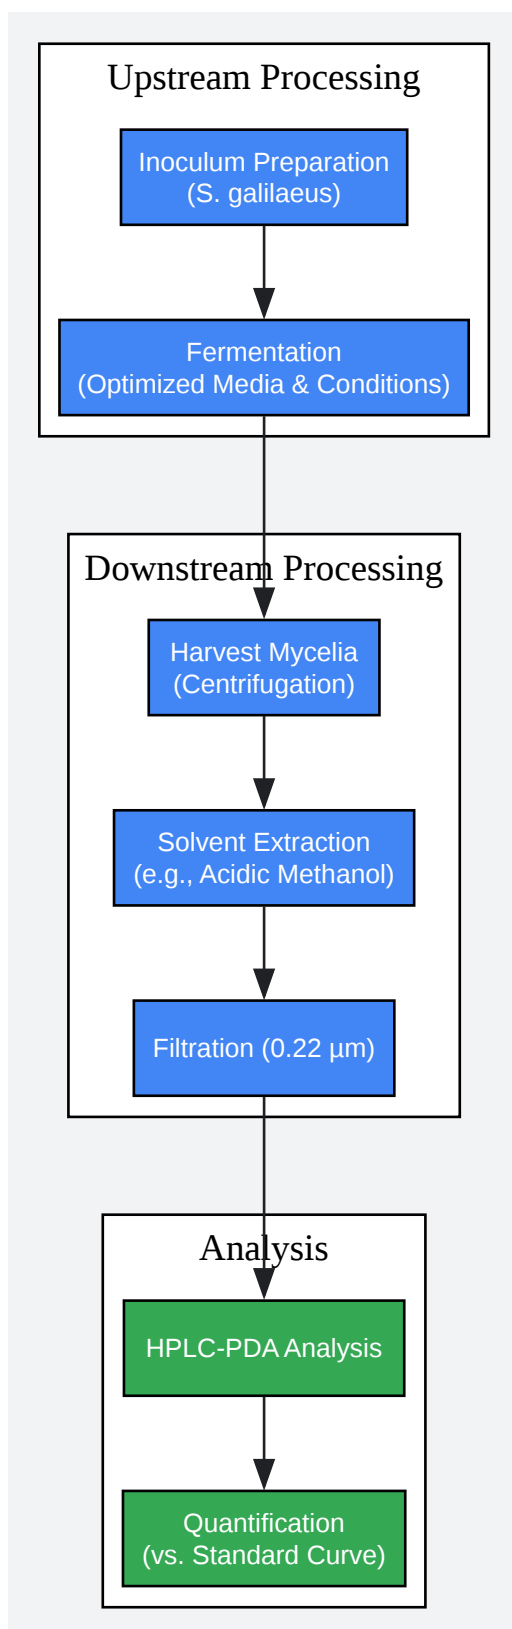 Upstream Processing
Inoculum Preparation
(S. galilaeus)
Fermentation
(Optimized Media & Conditions)
Downstream Processing
Harvest Mycelia
(Centrifugation)
Solvent Extraction
(e.g., Acidic Methanol)
Filtration (0.22 µm)
Analysis
HPLC-PDA Analysis
Quantification
(vs. Standard Curve)